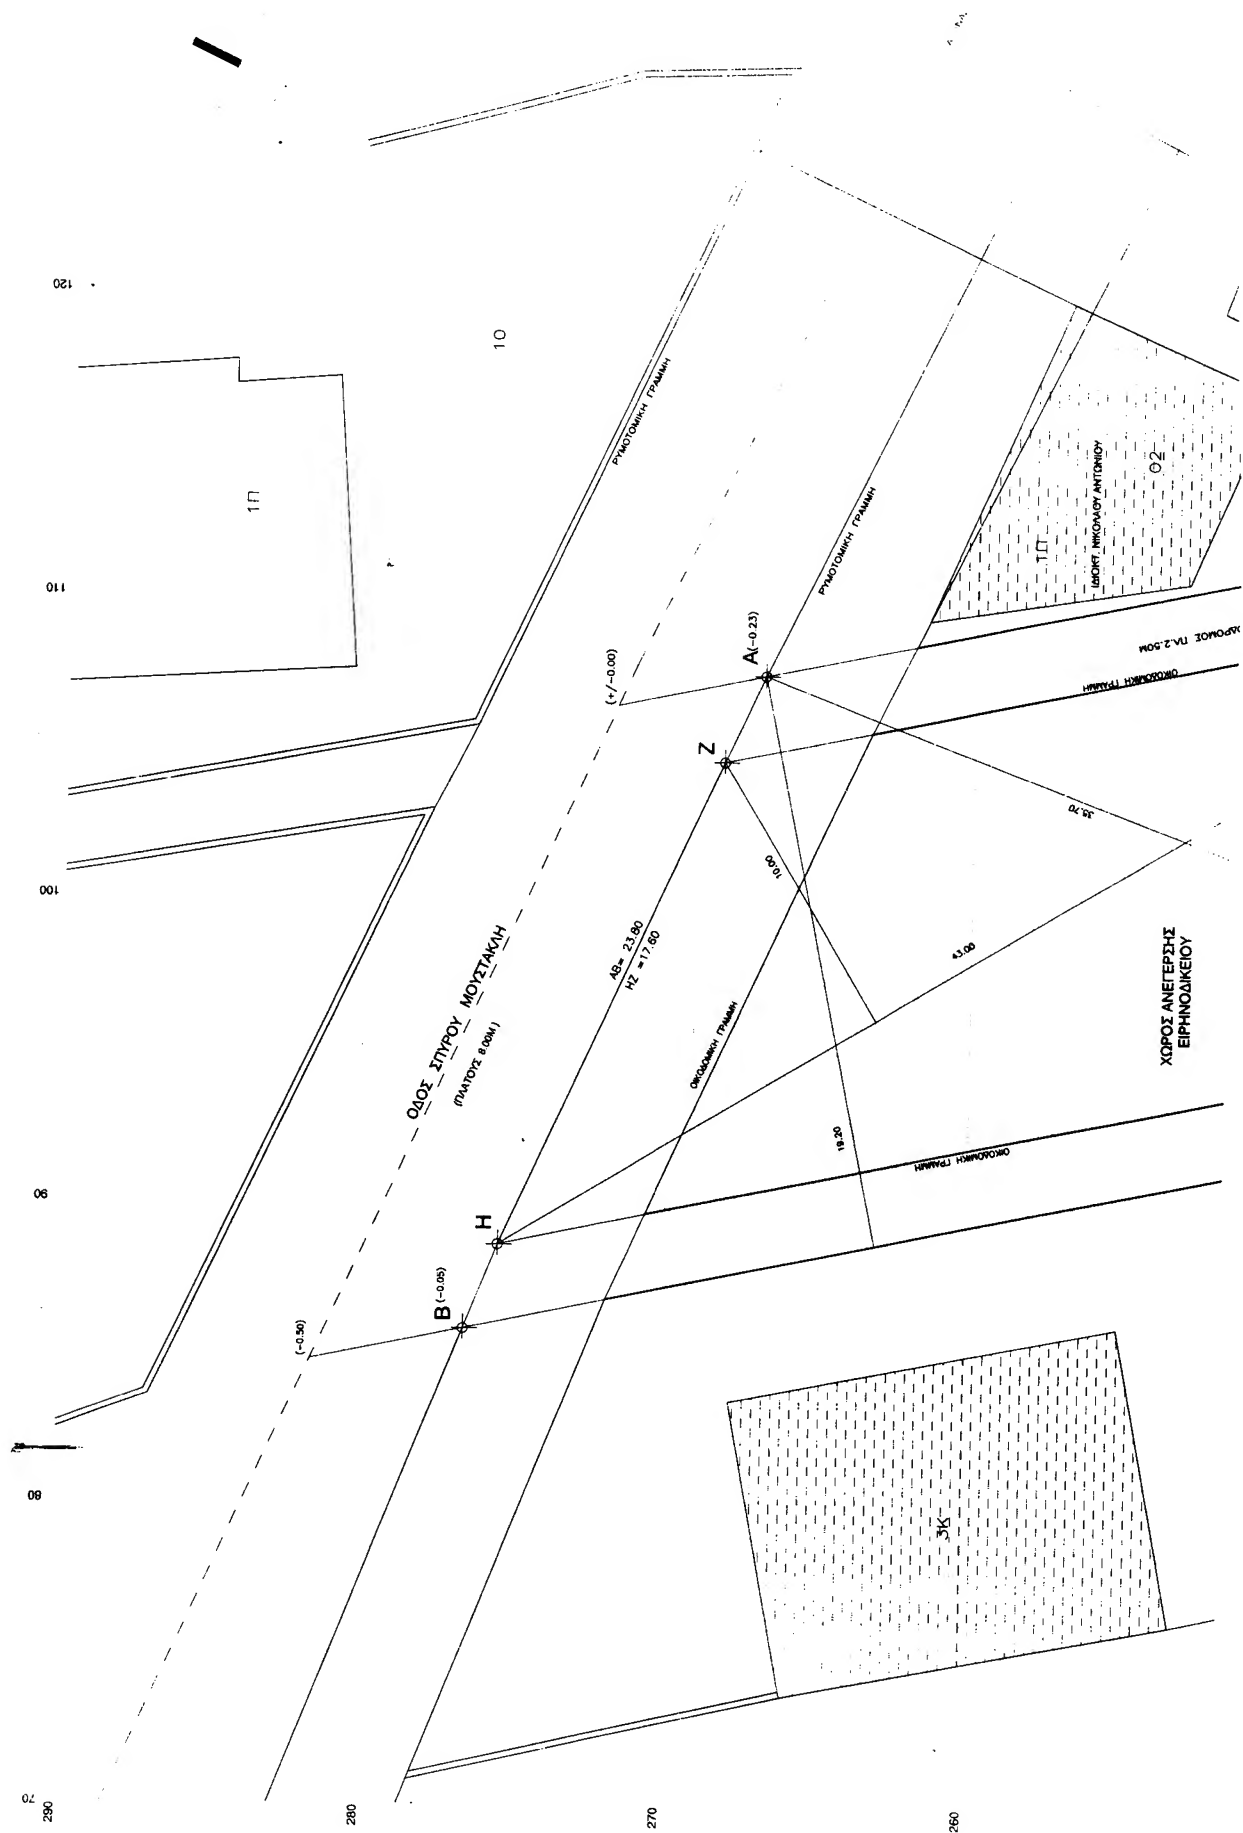 120
10
1Π
ΡΥΜΟΤΟΜΙΚΗ ΓΡΑΜΜΗ
110
ΡΥΜΟΤΟΜΙΚΗ ΓΡΑΜΜΗ
1Π
ΙΔΙΟΚΤ. ΝΙΚΟΛΑΟΥ ΑΝΤΩΝΙΟΥ
02
(+/-0.00)
A(-0.23)
ΠΛ.2.50Μ
ΟΙΚΟΔΟΜΙΚΗ ΓΡΑΜΜΗ
Z
35.70
10.00
100
ΟΔΟΣ ΣΠΥΡΟΥ ΜΟΥΣΤΑΚΛΗ
(ΠΛΑΤΟΥΣ 8.00Μ)
AB= 23.80
HZ =17.60
43.00
ΧΩΡΟΣ ΑΝΕΓΕΡΣΗΣ
ΕΙΡΗΝΟΔΙΚΕΙΟΥ
ΟΙΚΟΔΟΜΙΚΗ ΓΡΑΜΜΗ
19.20
ΟΙΚΟΔΟΜΙΚΗ ΓΡΑΜΜΗ
90
H
B(-0.05)
(-0.50)
80
3Κ
70
290
280
270
260